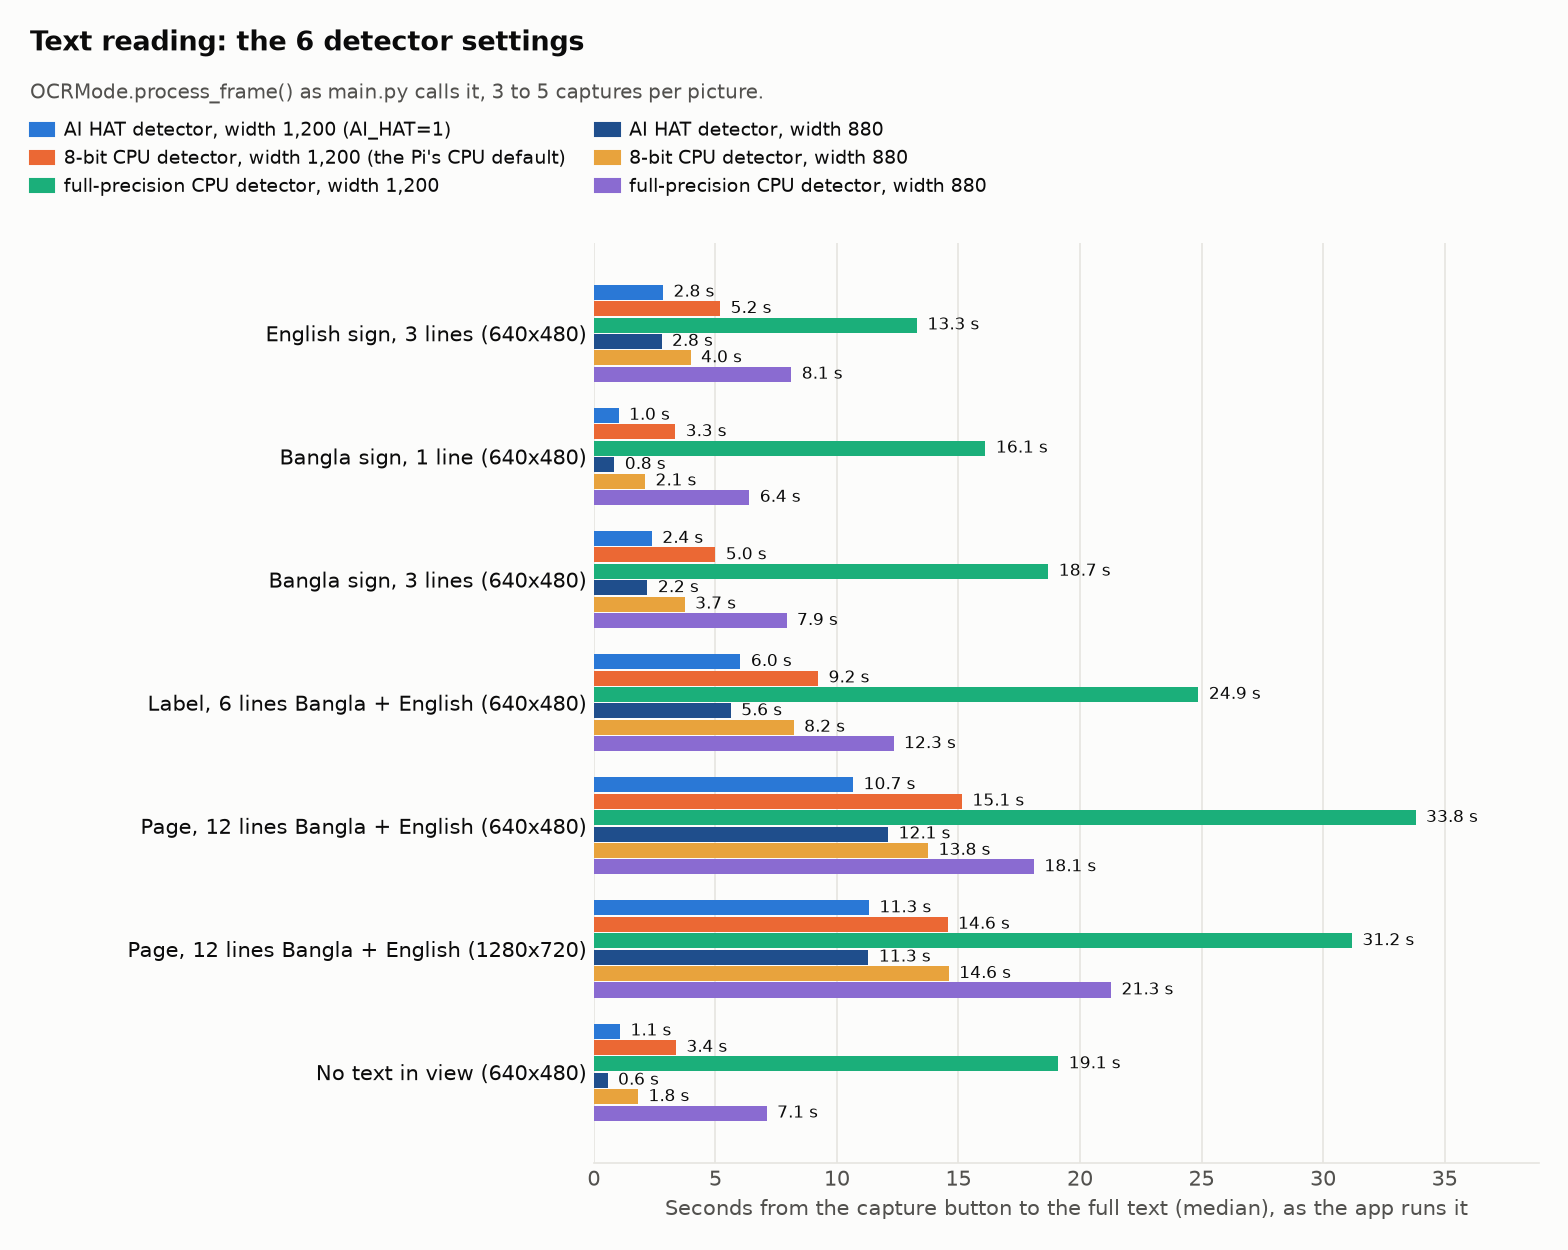 Text reading: the 6 detector settings
OCRMode.process_frame() as main.py calls it, 3 to 5 captures per picture.
AI HAT detector, width 1,200 (AI_HAT=1)
AI HAT detector, width 880
8-bit CPU detector, width 1,200 (the Pi's CPU default)
8-bit CPU detector, width 880
full-precision CPU detector, width 1,200
full-precision CPU detector, width 880
English sign, 3 lines (640x480)
2.8 s
5.2 s
13.3 s
2.8 s
4.0 s
8.1 s
Bangla sign, 1 line (640x480)
1.0 s
3.3 s
16.1 s
0.8 s
2.1 s
6.4 s
Bangla sign, 3 lines (640x480)
2.4 s
5.0 s
18.7 s
2.2 s
3.7 s
7.9 s
Label, 6 lines Bangla + English (640x480)
6.0 s
9.2 s
24.9 s
5.6 s
8.2 s
12.3 s
Page, 12 lines Bangla + English (640x480)
10.7 s
15.1 s
33.8 s
12.1 s
13.8 s
18.1 s
Page, 12 lines Bangla + English (1280x720)
11.3 s
14.6 s
31.2 s
11.3 s
14.6 s
21.3 s
No text in view (640x480)
1.1 s
3.4 s
19.1 s
0.6 s
1.8 s
7.1 s
0 5 10 15 20 25 30 35
Seconds from the capture button to the full text (median), as the app runs it